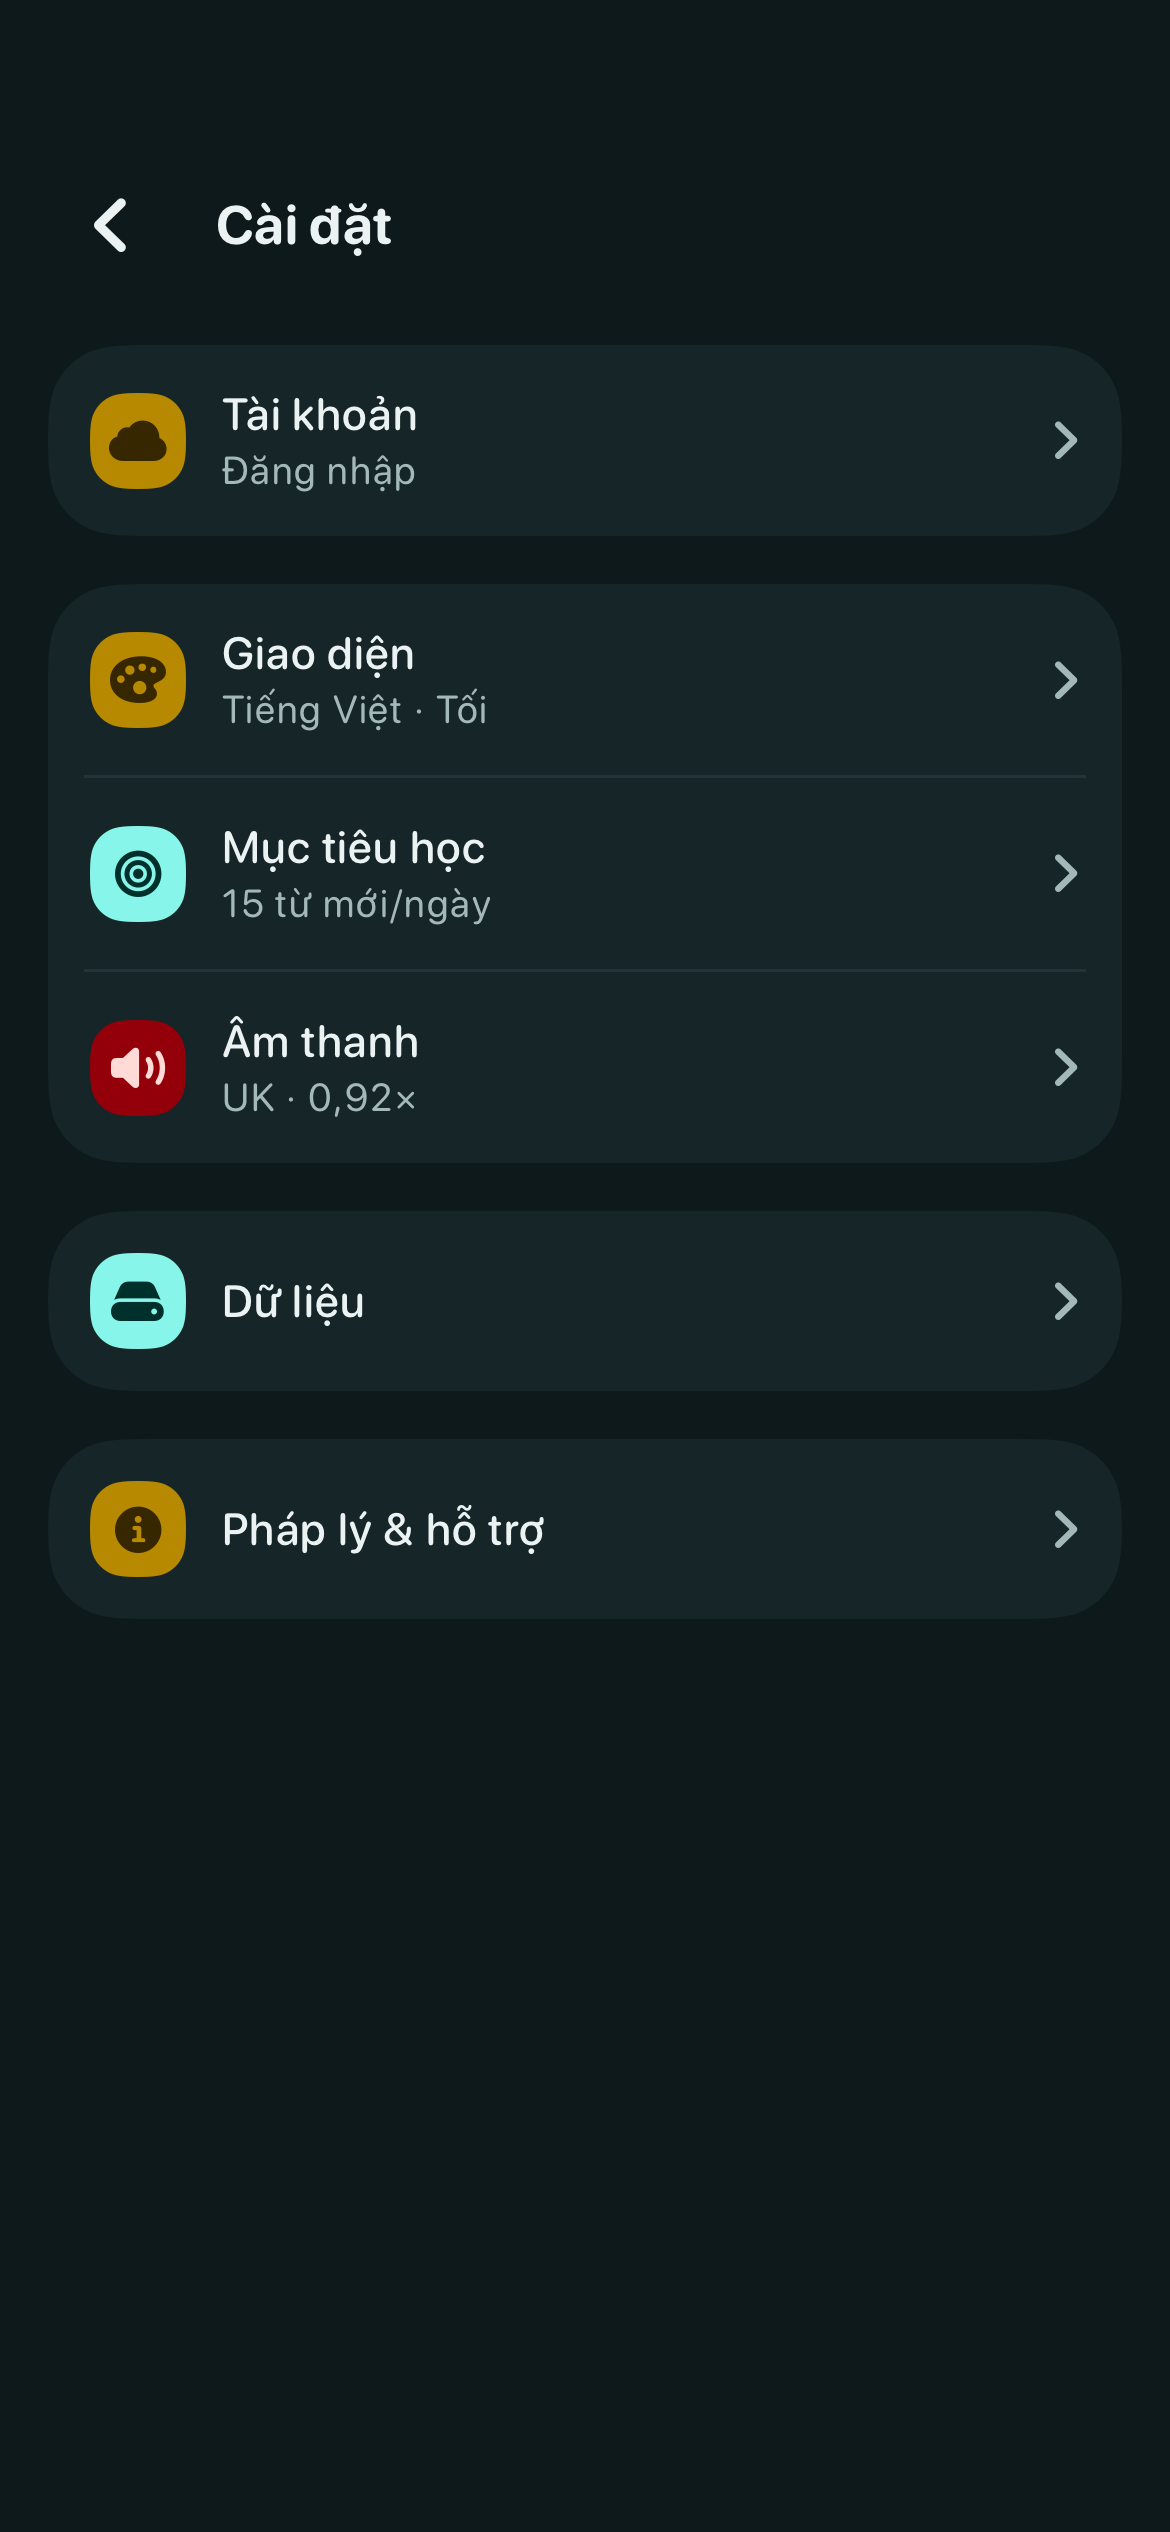 Cài đặt
Tài khoản
Đăng nhập
Giao diện
Tiếng Việt · Tối
Mục tiêu học
15 từ mới/ngày
Âm thanh
UK · 0,92×
Dữ liệu
Pháp lý & hỗ trợ